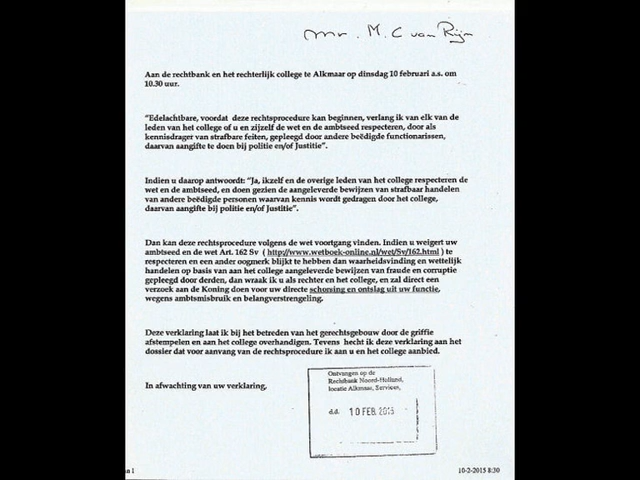 mr. M. C van Rijn
Aan de rechtbank en het rechterlijk college te Alkmaar op dinsdag 10 februari a.s. om
10.30 uur.
"Edelachtbare, voordat deze rechtsprocedure kan beginnen, verlang ik van elk van de
leden van het college of u en zijzelf de wet en de ambtseed respecteren, door als
kennisdrager van strafbare feiten, gepleegd door andere beëdigde functionarissen,
daarvan aangifte te doen bij politie en/of Justitie".
Indien u daarop antwoordt: "Ja, ikzelf en de overige leden van het college respecteren de
wet en de ambtseed, en doen gezien de aangeleverde bewijzen van strafbaar handelen
van andere beëdigde personen waarvan kennis wordt gedragen door het college,
daarvan aangifte bij politie en/of Justitie".
Dan kan deze rechtsprocedure volgens de wet voortgang vinden. Indien u weigert uw
ambtseed en de wet Art. 162 Sv ( http://www.wetboek-online.nl/wet/Sv/162.html ) te
respecteren en een ander oogmerk blijkt te hebben dan waarheidsvinding en wettelijk
handelen op basis van aan het college aangeleverde bewijzen van fraude en corruptie
gepleegd door derden, dan wraak ik u als rechter en het college, en zal direct een
verzoek aan de Koning doen voor uw directe schorsing en ontslag uit uw functie,
wegens ambtsmisbruik en belangverstrengeling.
Deze verklaring laat ik bij het betreden van het gerechtsgebouw door de griffie
afstempelen en aan het college overhandigen. Tevens hecht ik deze verklaring aan het
dossier dat voor aanvang van de rechtsprocedure ik aan u en het college aanbied.
In afwachting van uw verklaring,
Ontvangen op de
Rechtbank Noord-Holland,
locatie Alkmaar, Services,
d.d. 10 FEB. 2015
n 1
10-2-2015 8:30